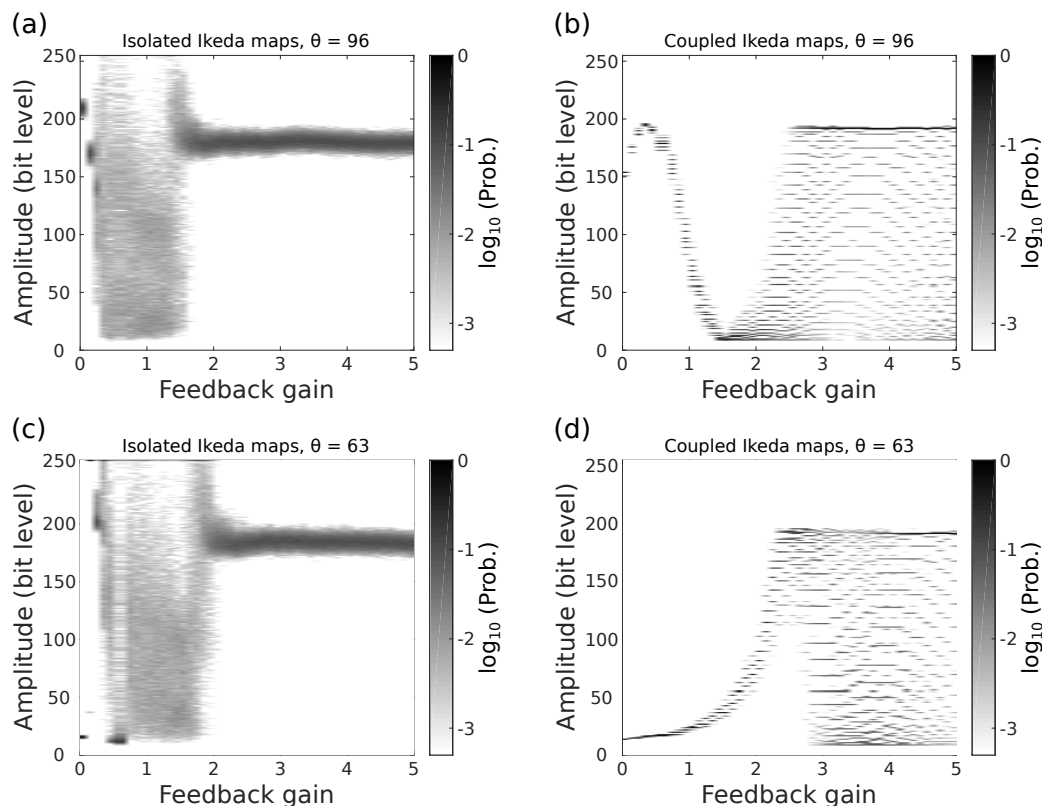 (a)
Isolated Ikeda maps, θ = 96
Amplitude (bit level)
250
200
150
100
50
0
0 1 2 3 4 5
Feedback gain
0
-1
-2
-3
log10 (Prob.)
(b)
Coupled Ikeda maps, θ = 96
Amplitude (bit level)
250
200
150
100
50
0
0 1 2 3 4 5
Feedback gain
0
-1
-2
-3
log10 (Prob.)
(c)
Isolated Ikeda maps, θ = 63
Amplitude (bit level)
250
200
150
100
50
0
0 1 2 3 4 5
Feedback gain
0
-1
-2
-3
log10 (Prob.)
(d)
Coupled Ikeda maps, θ = 63
Amplitude (bit level)
250
200
150
100
50
0
0 1 2 3 4 5
Feedback gain
0
-1
-2
-3
log10 (Prob.)